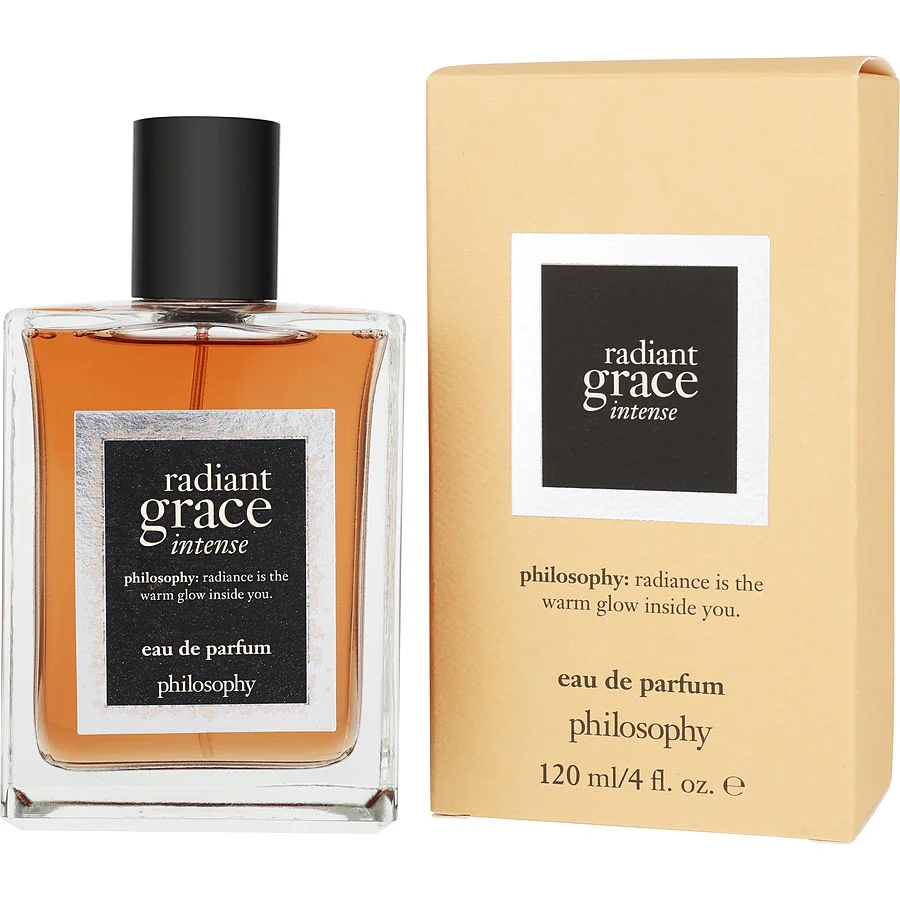 radiant
grace
intense
philosophy: radiance is the
warm glow inside you.
eau de parfum
philosophy
radiant
grace
intense
philosophy: radiance is the
warm glow inside you.
eau de parfum
philosophy
120 ml/4 fl. oz. ℮